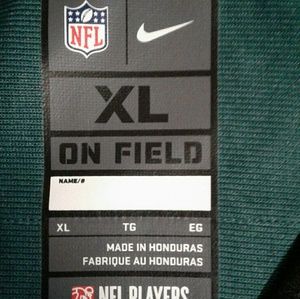 NFL
XL
ON FIELD
NAME/#
XL TG EG
MADE IN HONDURAS
FABRIQUE AU HONDURAS
NFL PLAYERS